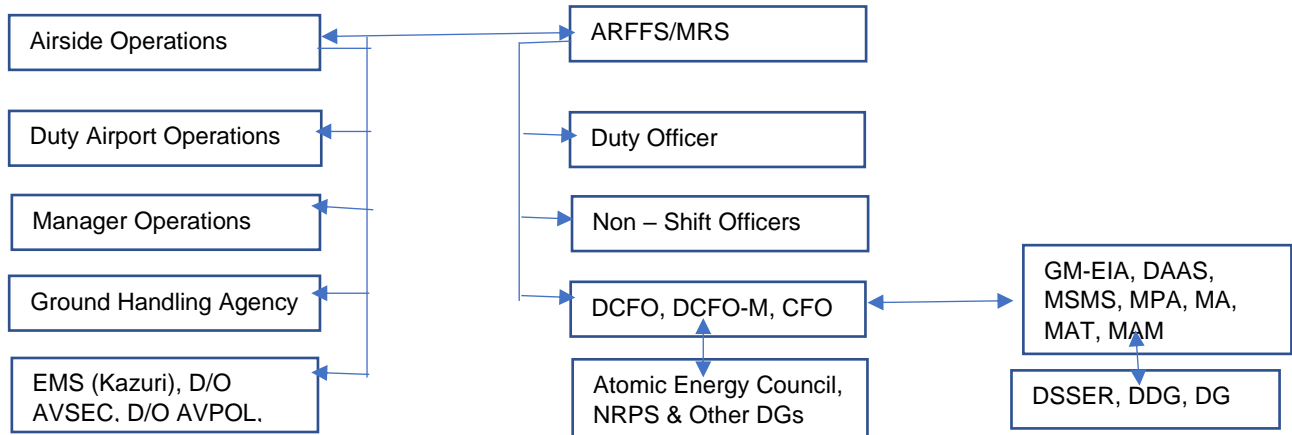 Airside Operations
ARFFS/MRS
Duty Airport Operations
Duty Officer
Manager Operations
Non – Shift Officers
Ground Handling Agency
DCFO, DCFO-M, CFO
GM-EIA, DAAS,
MSMS, MPA, MA,
MAT, MAM
EMS (Kazuri), D/O
AVSEC, D/O AVPOL,
Atomic Energy Council,
NRPS & Other DGs
DSSER, DDG, DG